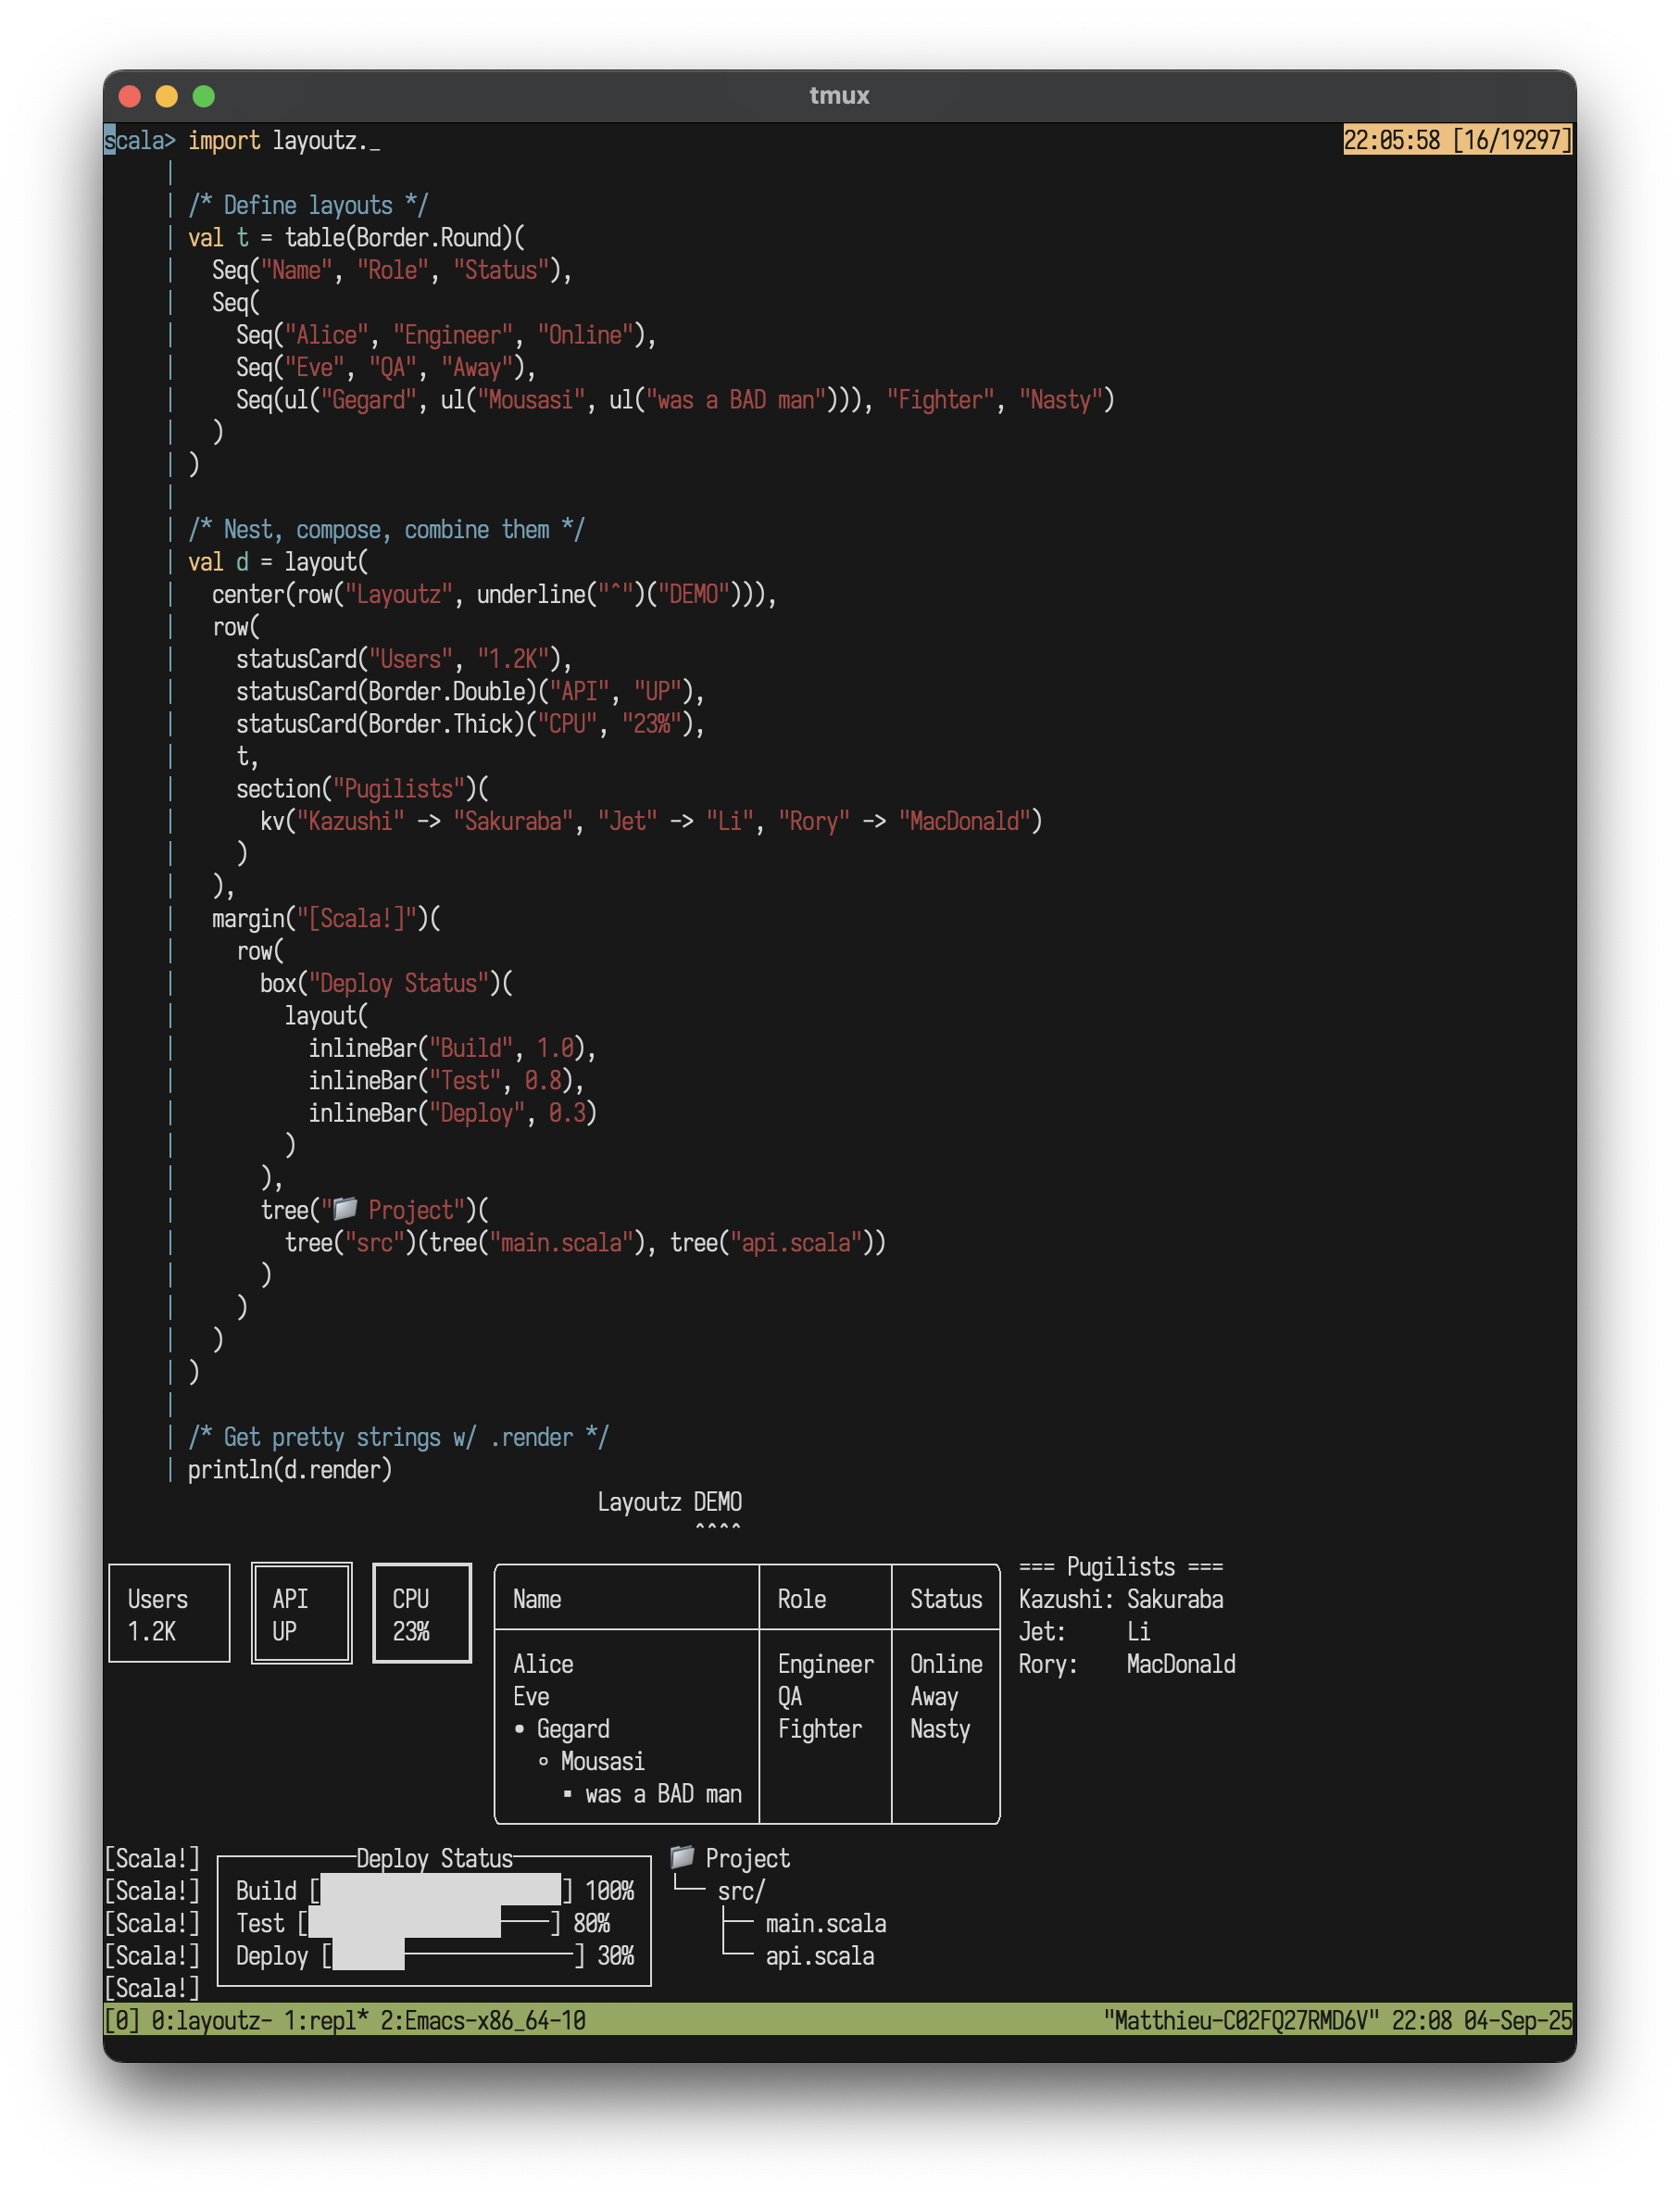 tmux
scala> import layoutz._ 22:05:58 [16/19297]
|
| /* Define layouts */
| val t = table(Border.Round)(
|   Seq("Name", "Role", "Status"),
|   Seq(
|     Seq("Alice", "Engineer", "Online"),
|     Seq("Eve", "QA", "Away"),
|     Seq(ul("Gegard", ul("Mousasi", ul("was a BAD man"))), "Fighter", "Nasty")
|   )
| )
|
| /* Nest, compose, combine them */
| val d = layout(
|   center(row("Layoutz", underline("^")("DEMO"))),
|   row(
|     statusCard("Users", "1.2K"),
|     statusCard(Border.Double)("API", "UP"),
|     statusCard(Border.Thick)("CPU", "23%"),
|     t,
|     section("Pugilists")(
|       kv("Kazushi" -> "Sakuraba", "Jet" -> "Li", "Rory" -> "MacDonald")
|     )
|   ),
|   margin("[Scala!]")(
|     row(
|       box("Deploy Status")(
|         layout(
|           inlineBar("Build", 1.0),
|           inlineBar("Test", 0.8),
|           inlineBar("Deploy", 0.3)
|         )
|       ),
|       tree("📁 Project")(
|         tree("src")(tree("main.scala"), tree("api.scala"))
|       )
|     )
|   )
| )
|
| /* Get pretty strings w/ .render */
| println(d.render)
Layoutz DEMO
^^^^
=== Pugilists ===
Users API CPU Name Role Status Kazushi: Sakuraba
1.2K UP 23% Jet: Li
Alice Engineer Online Rory: MacDonald
Eve QA Away
• Gegard Fighter Nasty
◦ Mousasi
▪ was a BAD man
[Scala!] Deploy Status 📁 Project
[Scala!] Build [████████████████████] 100% └── src/
[Scala!] Test [████████████████────] 80% ├── main.scala
[Scala!] Deploy [██████──────────────] 30% └── api.scala
[Scala!]
[0] 0:layoutz- 1:repl* 2:Emacs-x86_64-10 "Matthieu-C02FQ27RMD6V" 22:08 04-Sep-25